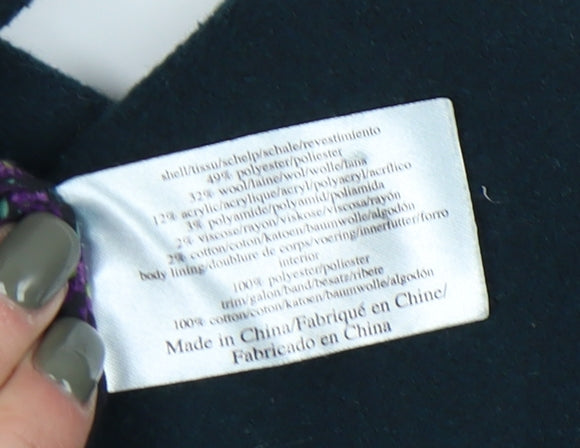 shell/tissu/schelp/schale/revestimiento
49% polyester/poliester
32% wool/laine/wol/wolle/lana
12% acrylic/acrylique/acryl/polyacryl/acrílico
3% polyamide/polyamid/poliamida
2% viscose/rayon/viskose/viscosa/rayón
2% cotton/coton/katoen/baumwolle/algodón
body lining/doublure de corps/voering/innerfutter/forro
interior
100% polyester/poliester
trim/galon/band/besatz/ribete
100% cotton/coton/katoen/baumwolle/algodón
Made in China/Fabriqué en Chine/
Fabricado en China